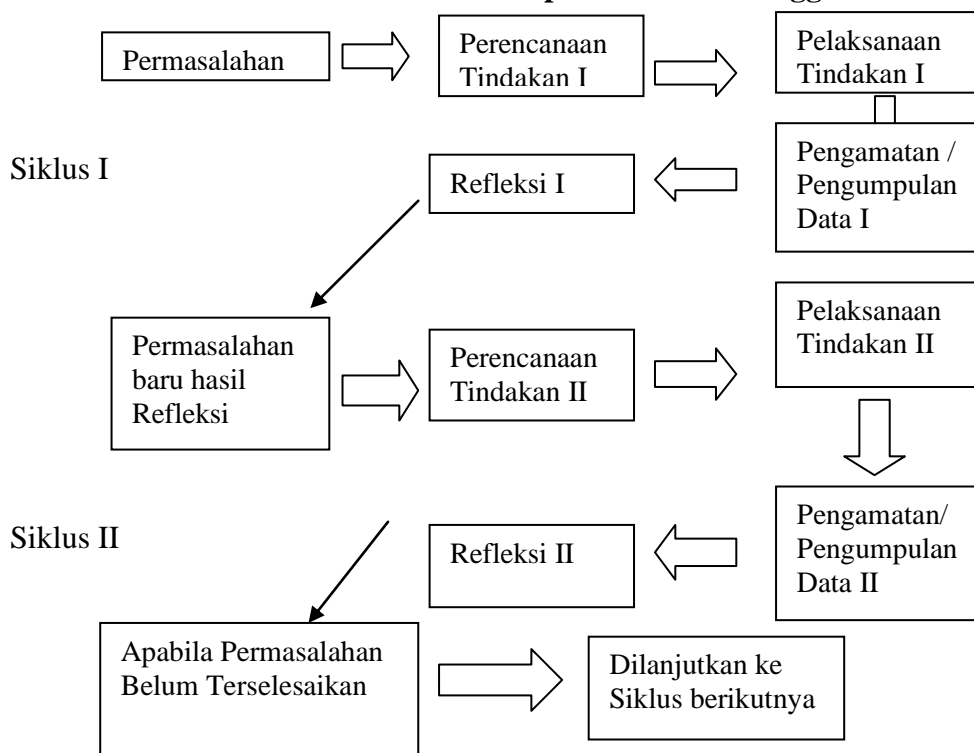 Permasalahan
Perencanaan
Tindakan I
Pelaksanaan
Tindakan I
Siklus I
Refleksi I
Pengamatan /
Pengumpulan
Data I
Permasalahan
baru hasil
Refleksi
Perencanaan
Tindakan II
Pelaksanaan
Tindakan II
Siklus II
Refleksi II
Pengamatan/
Pengumpulan
Data II
Apabila Permasalahan
Belum Terselesaikan
Dilanjutkan ke
Siklus berikutnya